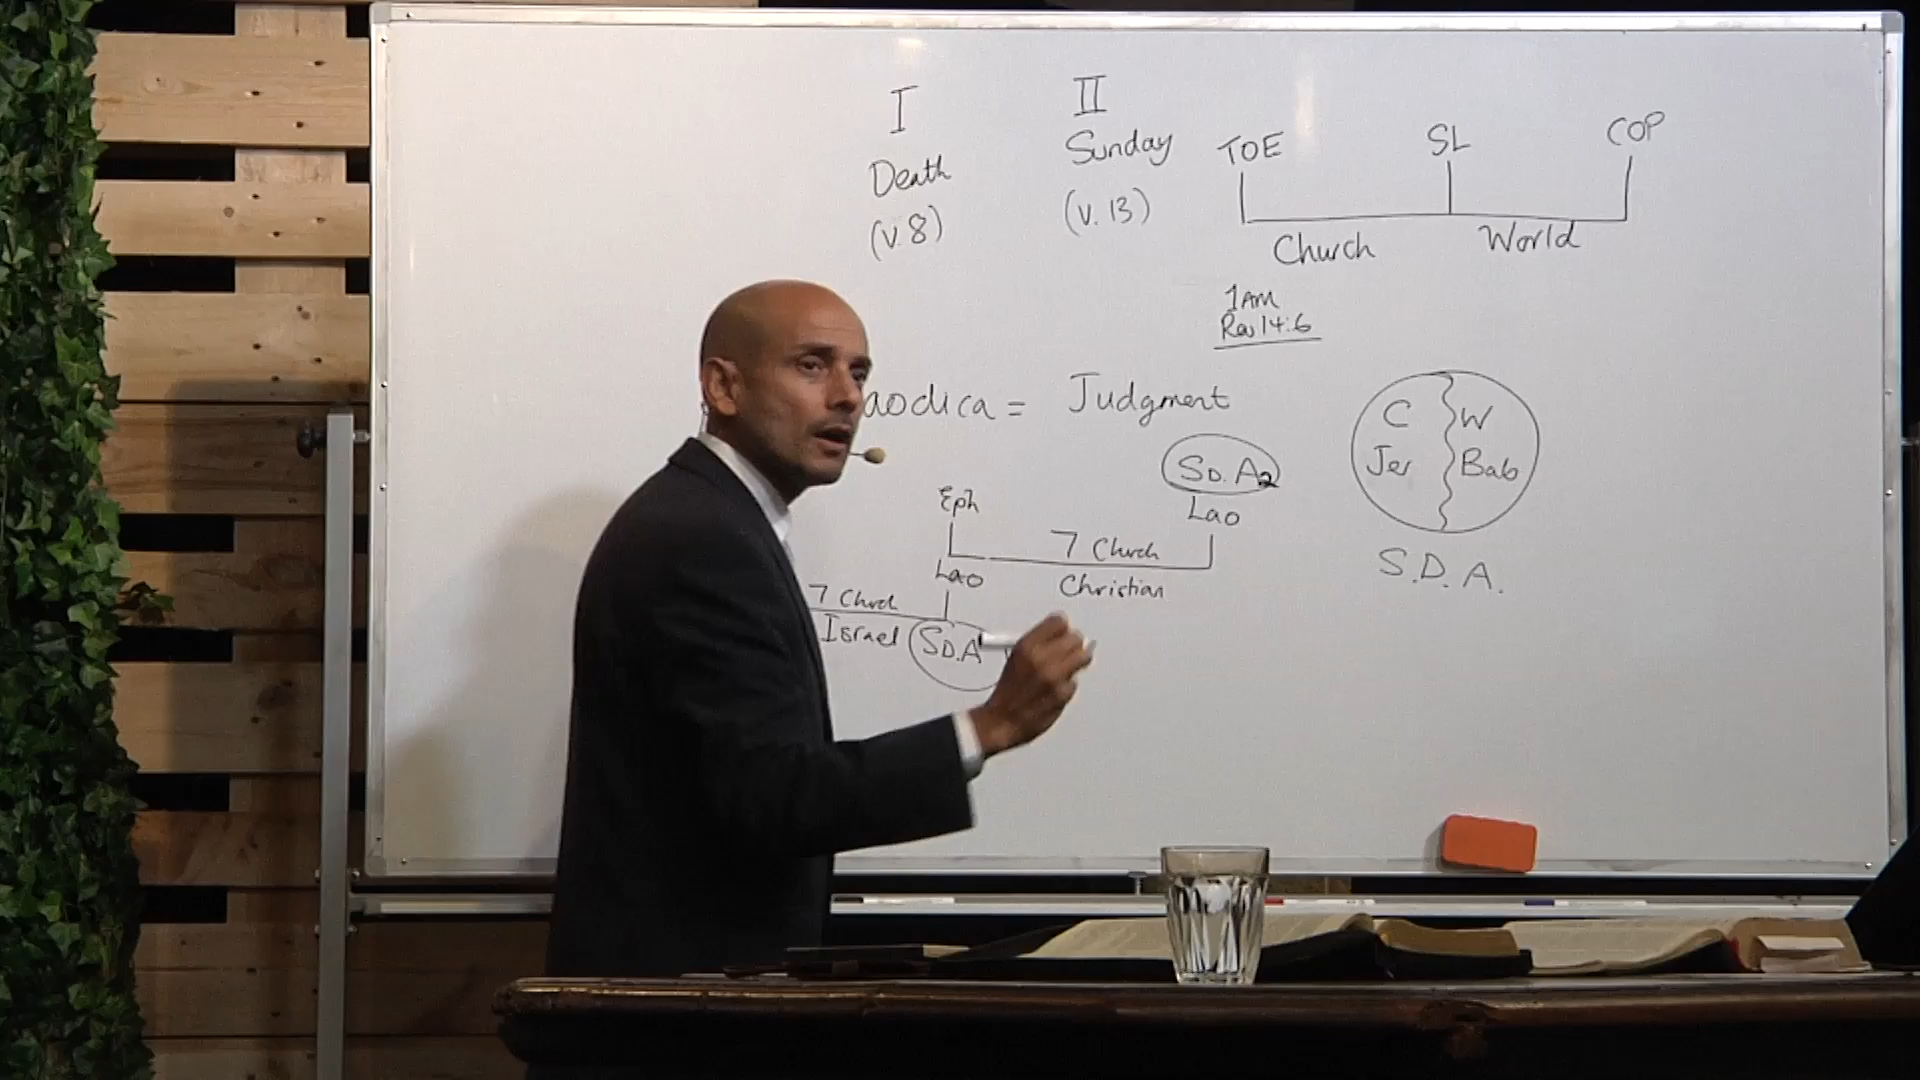 I
II
Death
Sunday
(v.8)
(v.13)
TOE
SL
COP
Church
World
1AM
Rev 14:6
aodica = Judgment
C
W
Jer
Bab
S.D.A.
SD.A2
Lao
Eph
7 Church
Lao
Christian
7 Chrch
Israel
SD.A